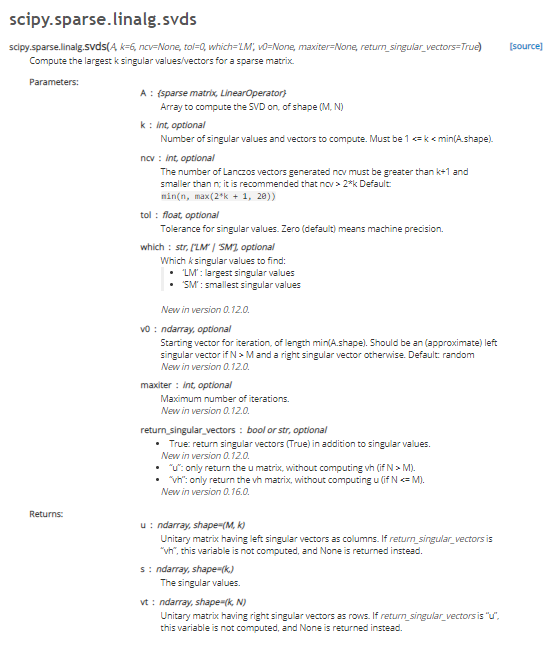 scipy.sparse.linalg.svds
scipy.sparse.linalg.svds(A, k=6, ncv=None, tol=0, which='LM', v0=None, maxiter=None, return_singular_vectors=True) [source]
Compute the largest k singular values/vectors for a sparse matrix.
Parameters:
A : {sparse matrix, LinearOperator}
Array to compute the SVD on, of shape (M, N)
k : int, optional
Number of singular values and vectors to compute. Must be 1 <= k < min(A.shape).
ncv : int, optional
The number of Lanczos vectors generated ncv must be greater than k+1 and
smaller than n; it is recommended that ncv > 2*k Default:
min(n, max(2*k + 1, 20))
tol : float, optional
Tolerance for singular values. Zero (default) means machine precision.
which : str, ['LM' | 'SM'], optional
Which k singular values to find:
• 'LM' : largest singular values
• 'SM' : smallest singular values
New in version 0.12.0.
v0 : ndarray, optional
Starting vector for iteration, of length min(A.shape). Should be an (approximate) left
singular vector if N > M and a right singular vector otherwise. Default: random
New in version 0.12.0.
maxiter : int, optional
Maximum number of iterations.
New in version 0.12.0.
return_singular_vectors : bool or str, optional
• True: return singular vectors (True) in addition to singular values.
New in version 0.12.0.
• "u": only return the u matrix, without computing vh (if N > M).
• "vh": only return the vh matrix, without computing u (if N <= M).
New in version 0.16.0.
Returns:
u : ndarray, shape=(M, k)
Unitary matrix having left singular vectors as columns. If return_singular_vectors is
"vh", this variable is not computed, and None is returned instead.
s : ndarray, shape=(k,)
The singular values.
vt : ndarray, shape=(k, N)
Unitary matrix having right singular vectors as rows. If return_singular_vectors is "u",
this variable is not computed, and None is returned instead.